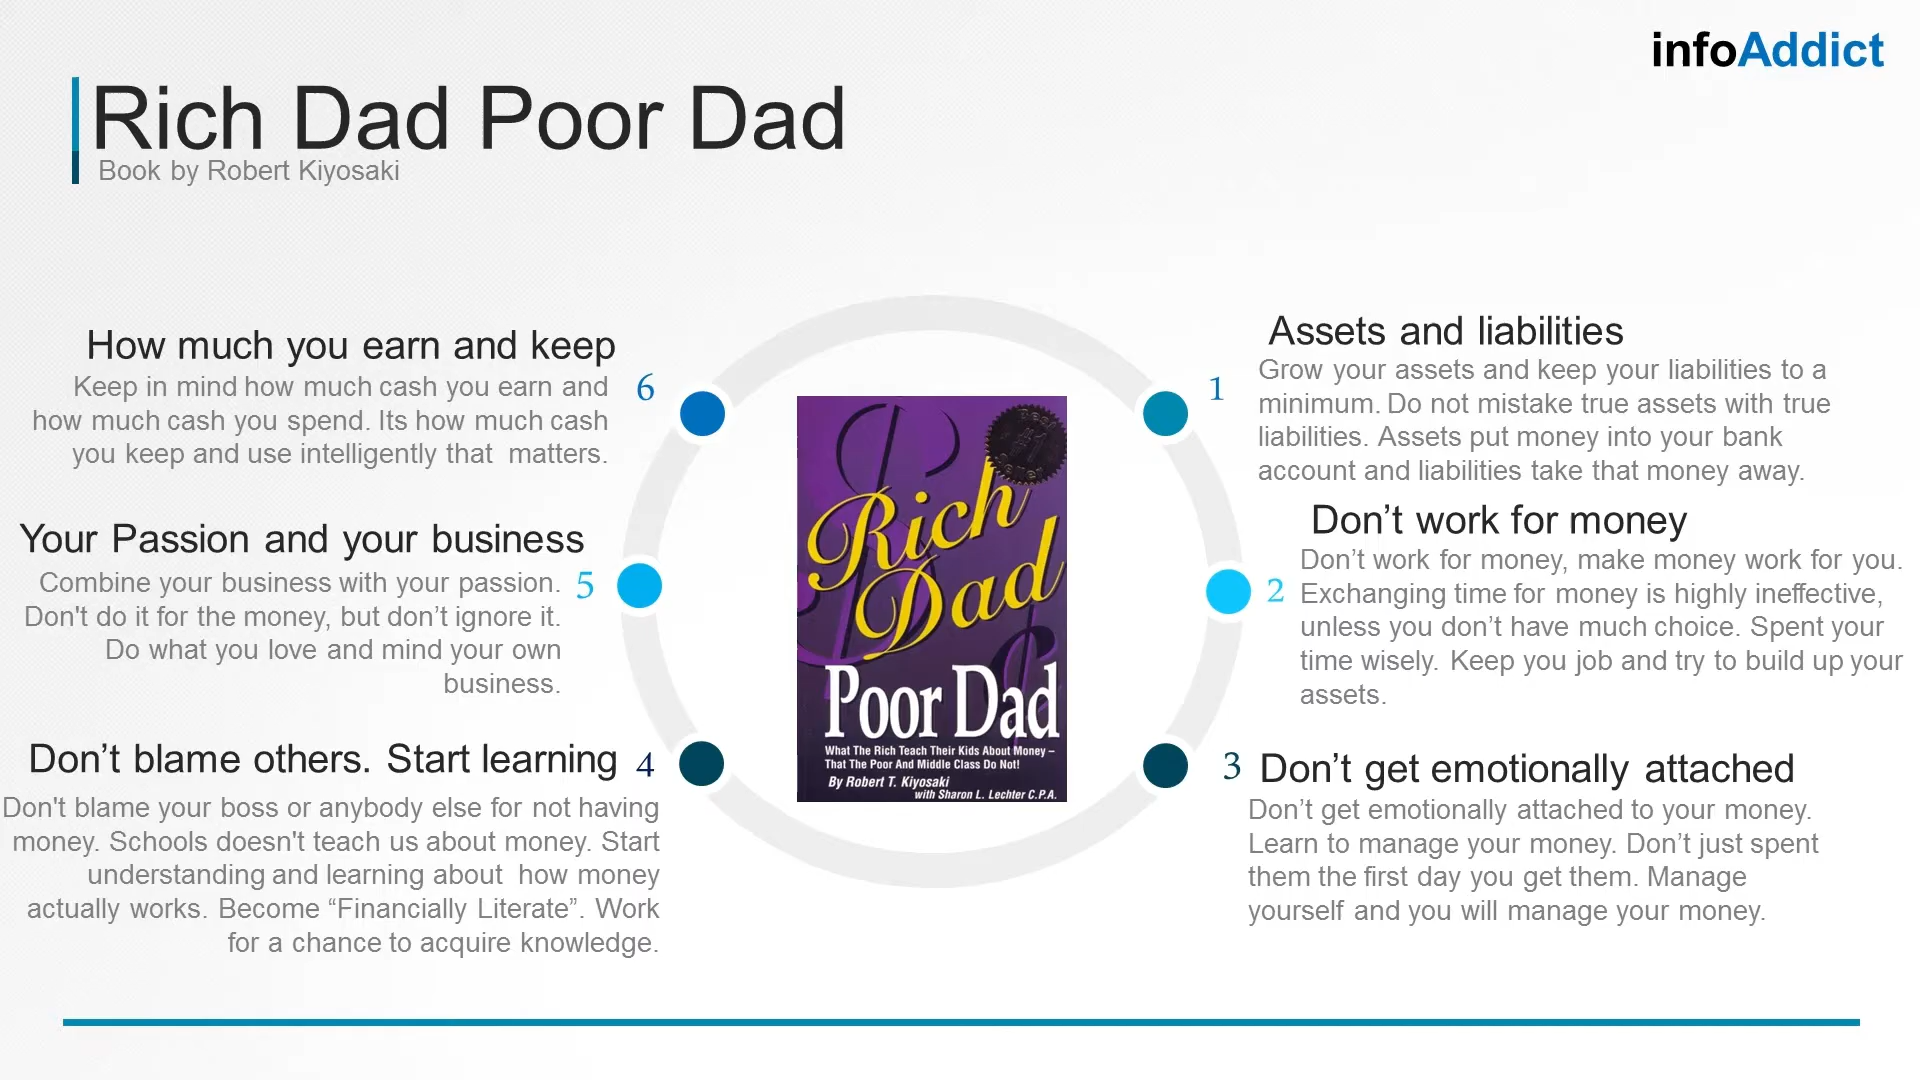 infoAddict
Rich Dad Poor Dad
Book by Robert Kiyosaki
1
Assets and liabilities
Grow your assets and keep your liabilities to a
minimum. Do not mistake true assets with true
liabilities. Assets put money into your bank
account and liabilities take that money away.
2
Don’t work for money
Don’t work for money, make money work for you.
Exchanging time for money is highly ineffective,
unless you don’t have much choice. Spent your
time wisely. Keep you job and try to build up your
assets.
3
Don’t get emotionally attached
Don’t get emotionally attached to your money.
Learn to manage your money. Don’t just spent
them the first day you get them. Manage
yourself and you will manage your money.
4
Don’t blame others. Start learning
Don't blame your boss or anybody else for not having
money. Schools doesn't teach us about money. Start
understanding and learning about how money
actually works. Become “Financially Literate”. Work
for a chance to acquire knowledge.
5
Your Passion and your business
Combine your business with your passion.
Don't do it for the money, but don’t ignore it.
Do what you love and mind your own
business.
6
How much you earn and keep
Keep in mind how much cash you earn and
how much cash you spend. Its how much cash
you keep and use intelligently that matters.
#1
Rich
Dad
Poor Dad
What The Rich Teach Their Kids About Money –
That The Poor And Middle Class Do Not!
By Robert T. Kiyosaki
with Sharon L. Lechter C.P.A.